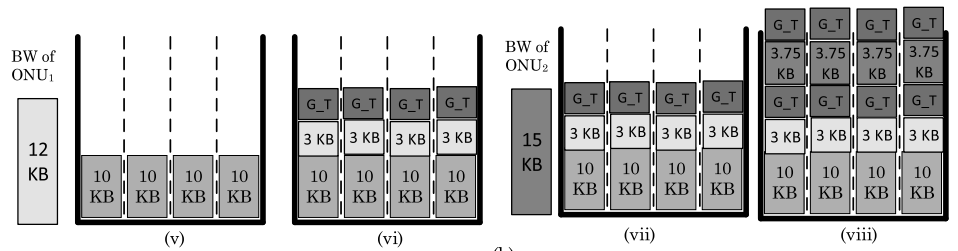 BW of
ONU1
12
KB
10 KB
10 KB
10 KB
10 KB
(v)
G_T
G_T
G_T
G_T
3 KB
3 KB
3 KB
3 KB
10 KB
10 KB
10 KB
10 KB
(vi)
BW of
ONU2
15
KB
G_T
G_T
G_T
G_T
3 KB
3 KB
3 KB
3 KB
10 KB
10 KB
10 KB
10 KB
(vii)
G_T
G_T
G_T
G_T
3.75 KB
3.75 KB
3.75 KB
3.75 KB
G_T
G_T
G_T
G_T
3 KB
3 KB
3 KB
3 KB
10 KB
10 KB
10 KB
10 KB
(viii)